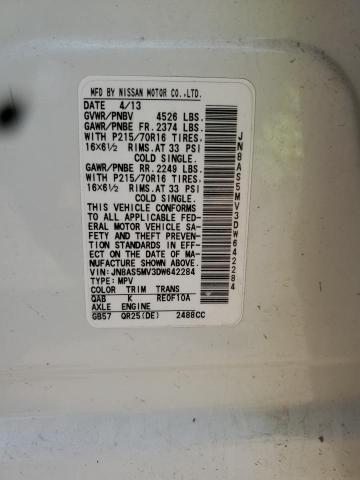 MFD BY NISSAN MOTOR CO.,LTD.
DATE 4/13
GVWR/PNBV 4526 LBS.
GAWR/PNBE FR. 2374 LBS.
WITH P215/70R16 TIRES.
16X6½ RIMS. AT 33 PSI
COLD SINGLE.
GAWR/PNBE RR. 2249 LBS.
WITH P215/70R16 TIRES.
16X6½ RIMS. AT 33 PSI
COLD SINGLE.
THIS VEHICLE CONFORMS
TO ALL APPLICABLE FED-
ERAL MOTOR VEHICLE SA-
FETY AND THEFT PREVEN-
TION STANDARDS IN EFF-
ECT ON THE DATE OF MA-
NUFACTURE SHOWN ABOVE.
VIN:JN8AS5MV3DW642284
TYPE: MPV
COLOR TRIM TRANS
QAB K RE0F10A
AXLE ENGINE
GB57 QR25(DE) 2488CC
JN8AS5MV3DW642284